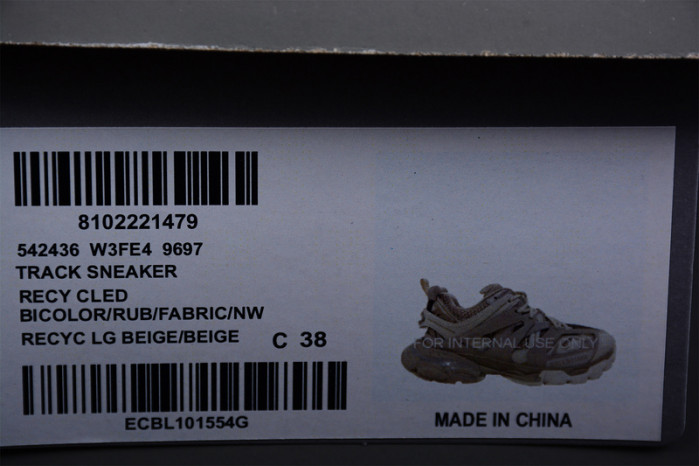 8102221479
542436 W3FE4 9697
TRACK SNEAKER
RECY CLED
BICOLOR/RUB/FABRIC/NW
RECYC LG BEIGE/BEIGE C 38
ECBL101554G
FOR INTERNAL USE ONLY
MADE IN CHINA